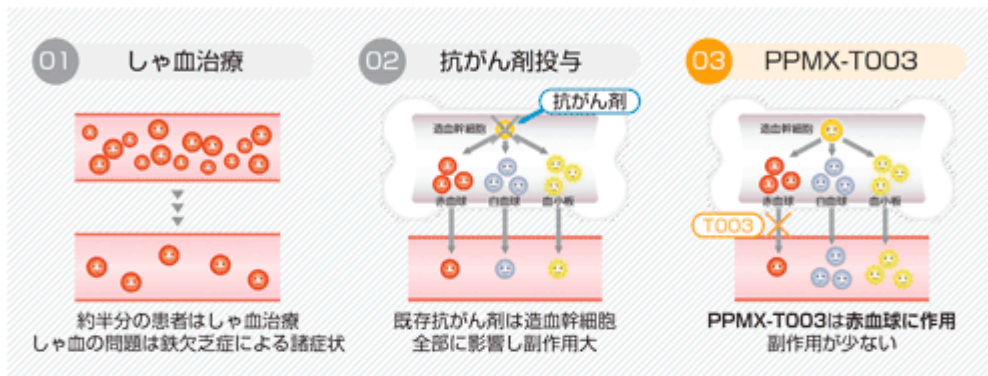 01 しゃ血治療
約半分の患者はしゃ血治療
しゃ血の問題は鉄欠乏症による諸症状
02 抗がん剤投与
抗がん剤
造血幹細胞
赤血球 白血球 血小板
既存抗がん剤は造血幹細胞
全部に影響し副作用大
03 PPMX-T003
造血幹細胞
赤血球 白血球 血小板
T003
PPMX-T003は赤血球に作用
副作用が少ない